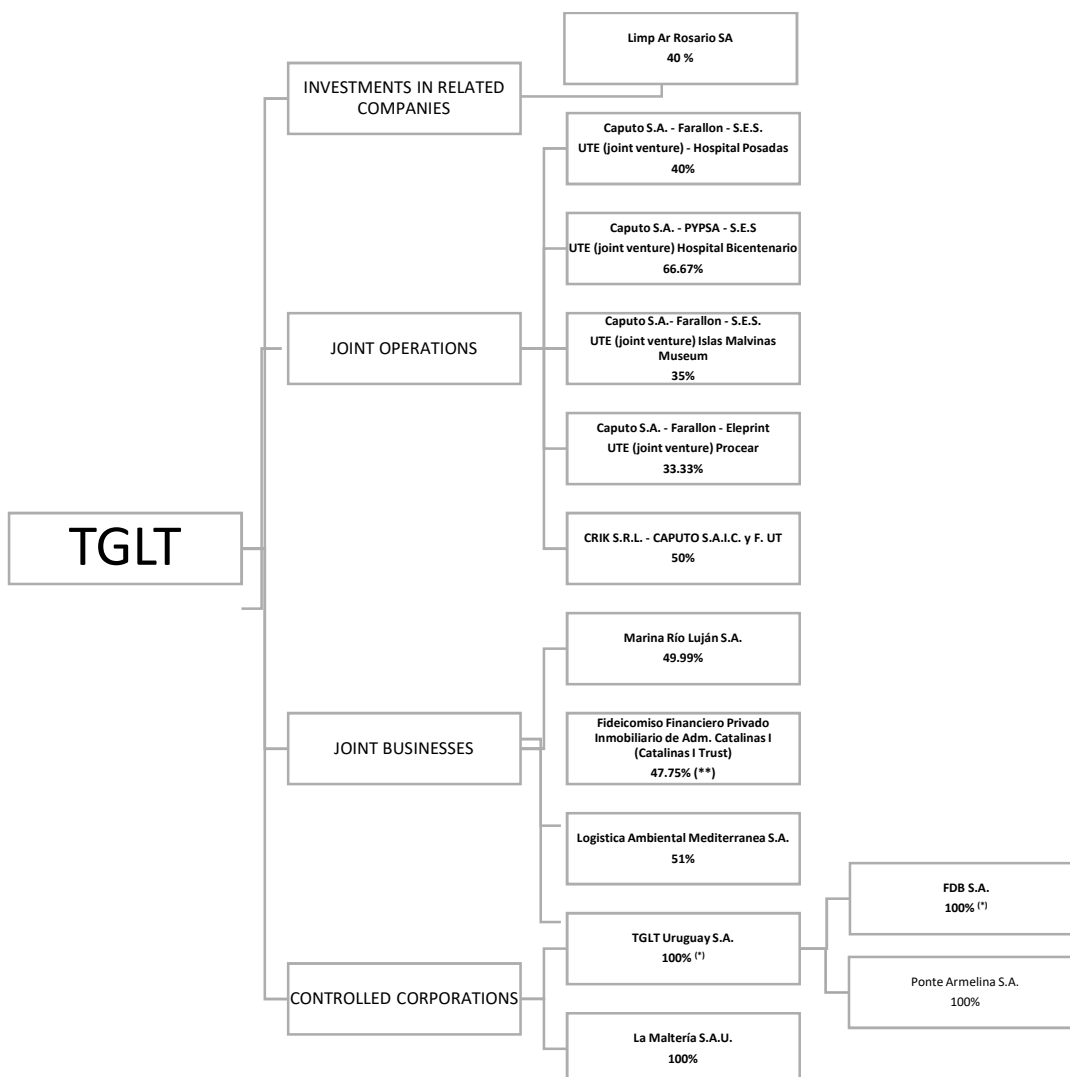 TGLT
INVESTMENTS IN RELATED
COMPANIES
Limp Ar Rosario SA
40 %
JOINT OPERATIONS
Caputo S.A. - Farallon - S.E.S.
UTE (joint venture) - Hospital Posadas
40%
Caputo S.A. - PYPSA - S.E.S
UTE (joint venture) Hospital Bicentenario
66.67%
Caputo S.A.- Farallon - S.E.S.
UTE (joint venture) Islas Malvinas
Museum
35%
Caputo S.A. - Farallon - Eleprint
UTE (joint venture) Procear
33.33%
CRIK S.R.L. - CAPUTO S.A.I.C. y F. UT
50%
JOINT BUSINESSES
Marina Río Luján S.A.
49.99%
Fideicomiso Financiero Privado
Inmobiliario de Adm. Catalinas I
(Catalinas I Trust)
47.75% (**)
Logistica Ambiental Mediterranea S.A.
51%
CONTROLLED CORPORATIONS
TGLT Uruguay S.A.
100% (*)
FDB S.A.
100% (*)
Ponte Armelina S.A.
100%
La Maltería S.A.U.
100%